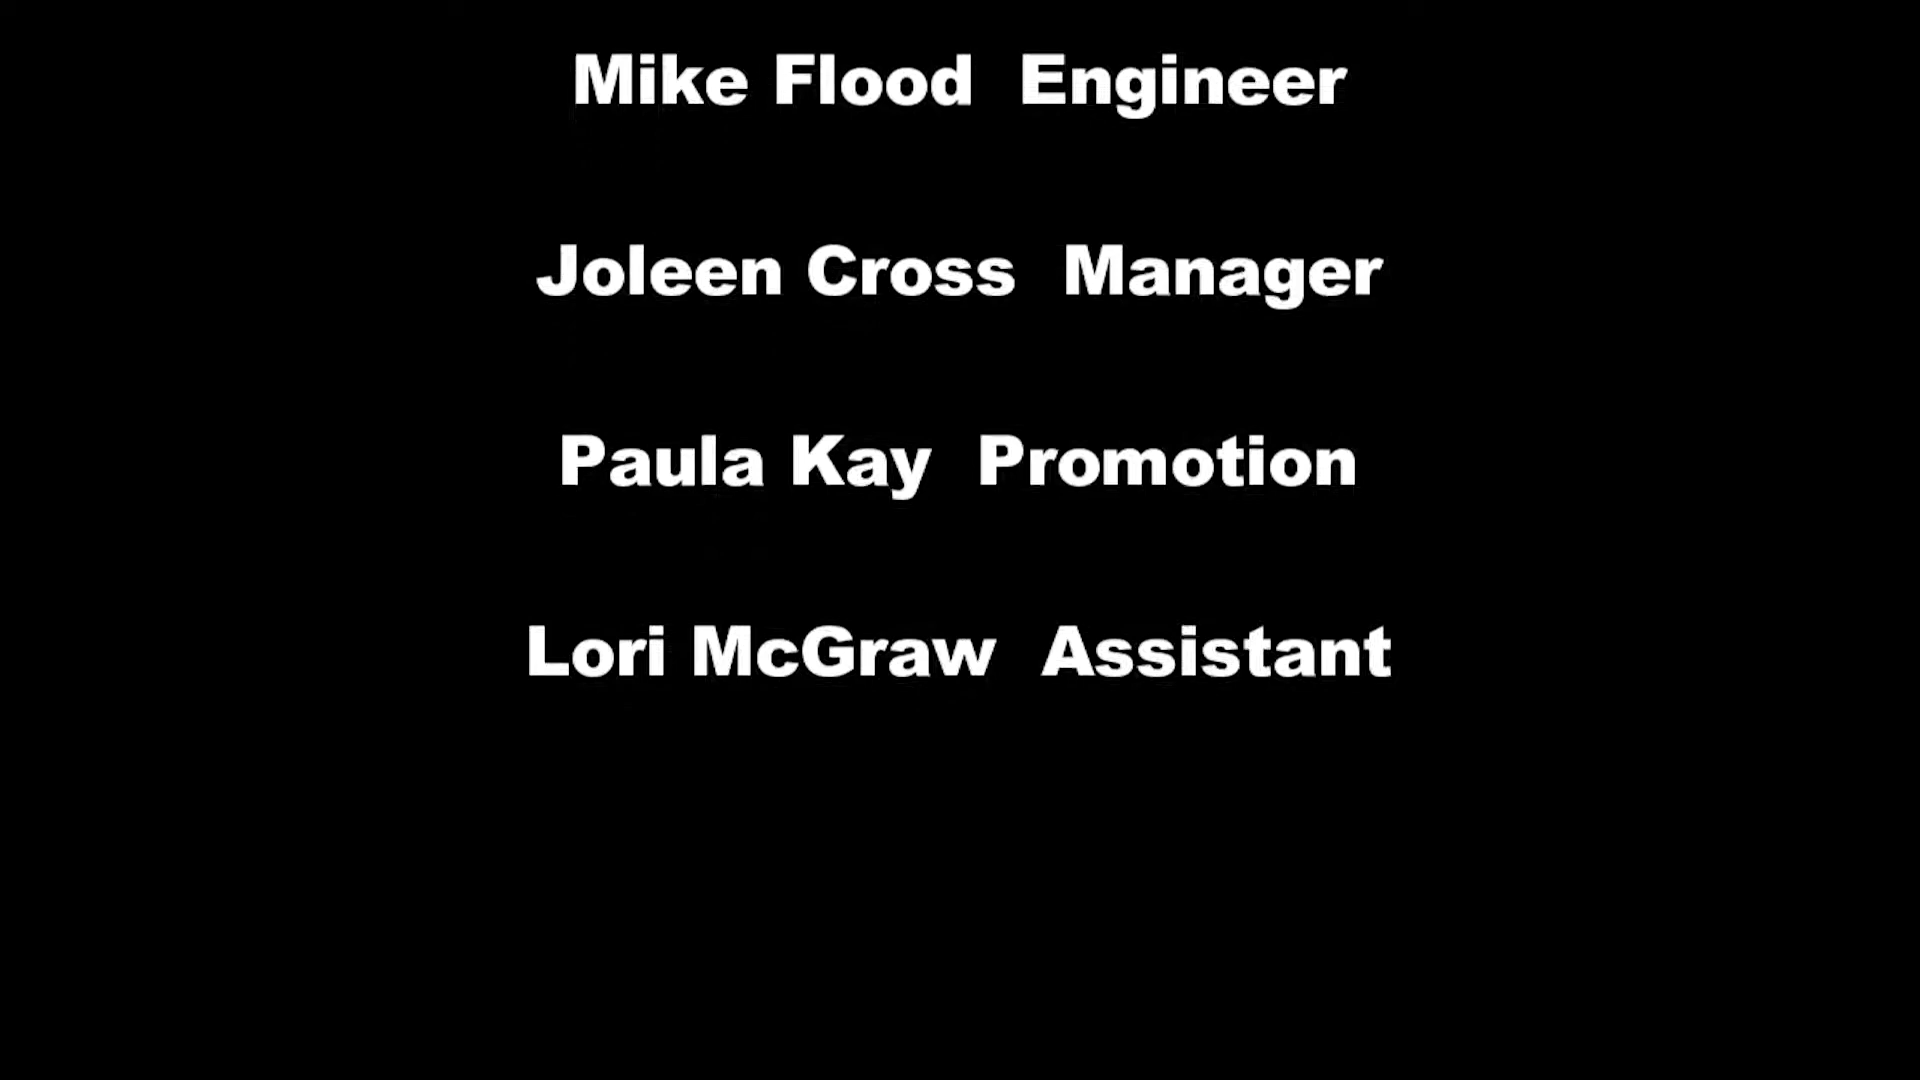 Mike Flood  Engineer
Joleen Cross  Manager
Paula Kay  Promotion
Lori McGraw  Assistant